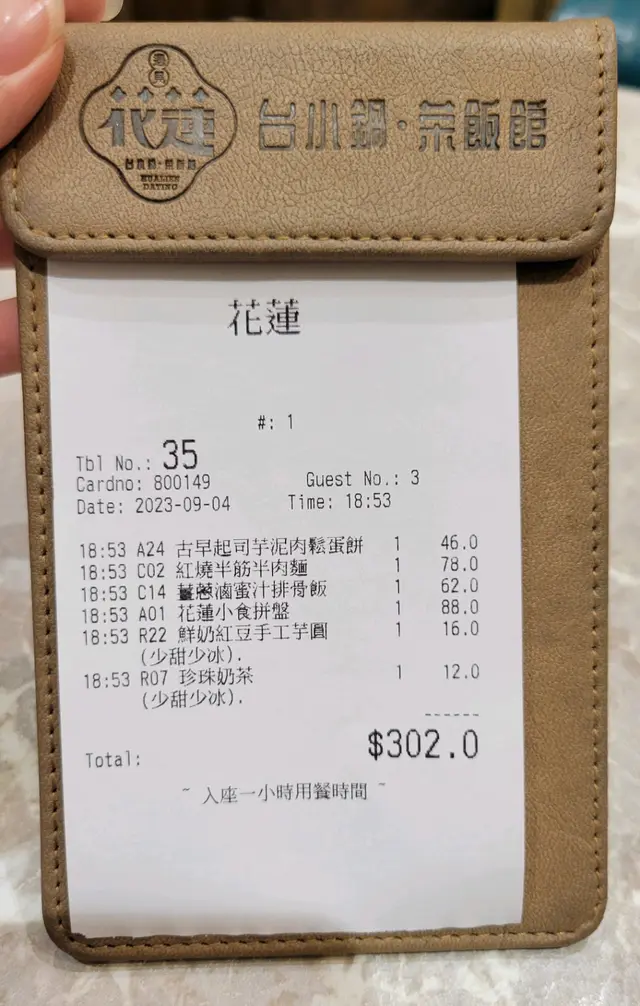 花蓮
台小鍋·茶飯館
HUALIEN
花蓮
#: 1
Tbl No.: 35
Cardno: 800149 Guest No.: 3
Date: 2023-09-04 Time: 18:53
18:53 A24 古早起司芋泥肉鬆蛋餅 1 46.0
18:53 C02 紅燒半筋半肉麵 1 78.0
18:53 C14 薑蔥滷蜜汁排骨飯 1 62.0
18:53 A01 花蓮小食拼盤 1 88.0
18:53 R22 鮮奶紅豆手工芋圓 1 16.0
(少甜少冰).
18:53 R07 珍珠奶茶 1 12.0
(少甜少冰).
------
Total: $302.0
~ 入座一小時用餐時間 ~